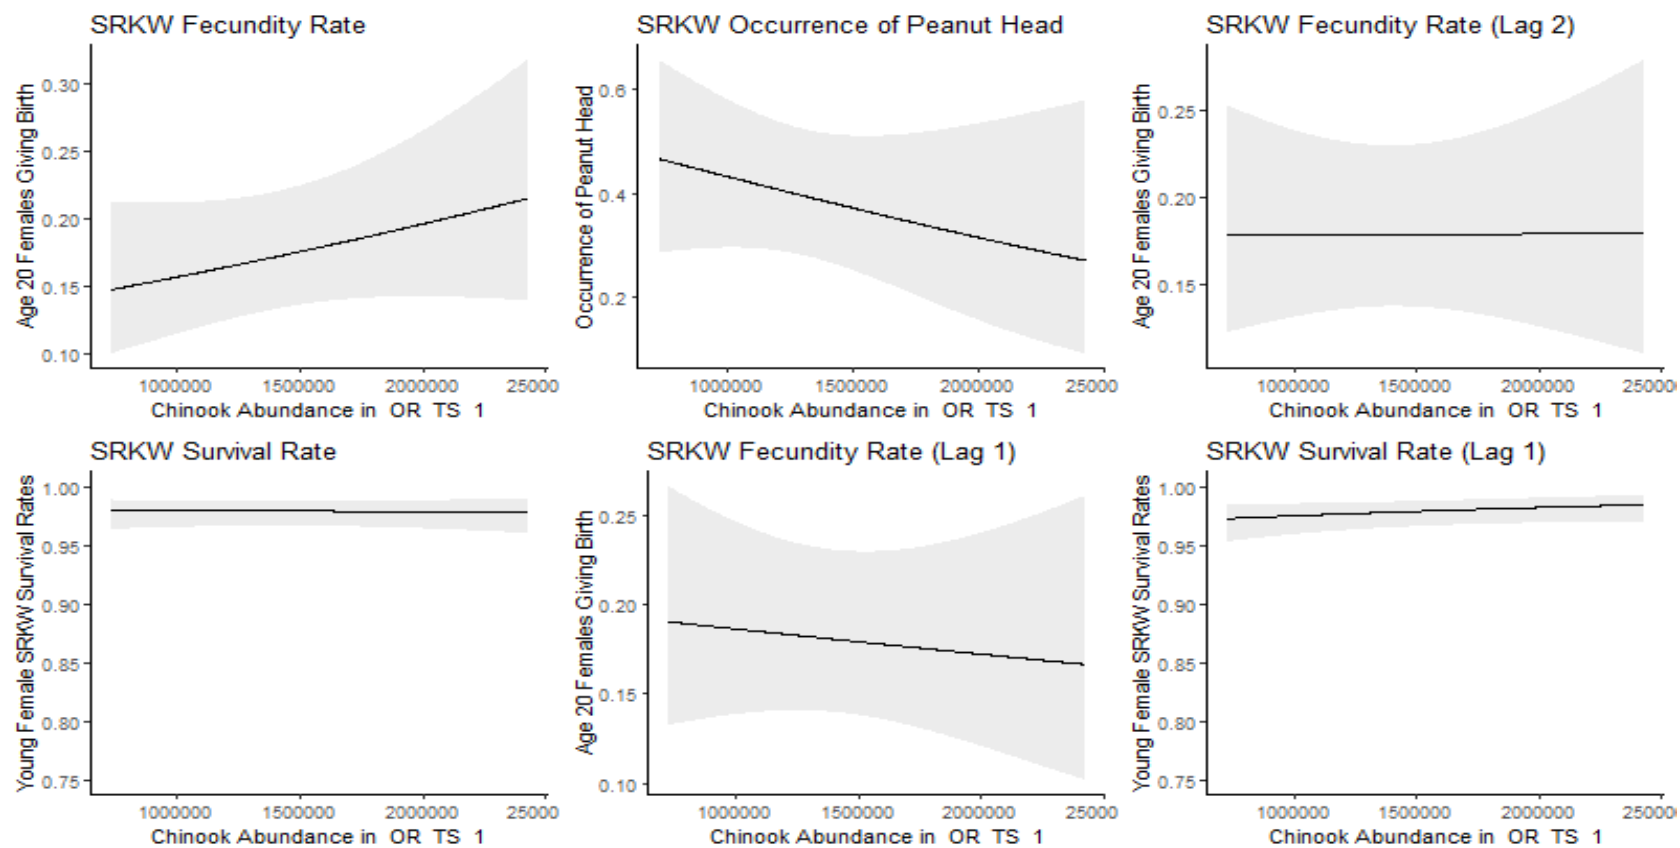 SRKW Fecundity Rate
Age 20 Females Giving Birth
0.30
0.25
0.20
0.15
0.10
1000000 1500000 2000000 25000
Chinook Abundance in OR TS 1
SRKW Occurrence of Peanut Head
Occurrence of Peanut Head
0.6
0.4
0.2
1000000 1500000 2000000 25000
Chinook Abundance in OR TS 1
SRKW Fecundity Rate (Lag 2)
Age 20 Females Giving Birth
0.25
0.20
0.15
1000000 1500000 2000000 25000
Chinook Abundance in OR TS 1
SRKW Survival Rate
Young Female SRKW Survival Rates
1.00
0.95
0.90
0.85
0.80
0.75
1000000 1500000 2000000 25000
Chinook Abundance in OR TS 1
SRKW Fecundity Rate (Lag 1)
Age 20 Females Giving Birth
0.25
0.20
0.15
0.10
1000000 1500000 2000000 25000
Chinook Abundance in OR TS 1
SRKW Survival Rate (Lag 1)
Young Female SRKW Survival Rates
1.00
0.95
0.90
0.85
0.80
0.75
1000000 1500000 2000000 25000
Chinook Abundance in OR TS 1